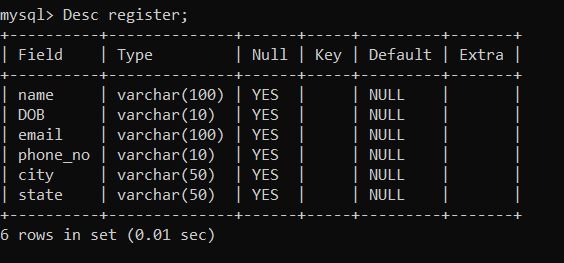 mysql> Desc register;
+----------+--------------+------+-----+---------+-------+
| Field    | Type         | Null | Key | Default | Extra |
+----------+--------------+------+-----+---------+-------+
| name     | varchar(100) | YES  |     | NULL    |       |
| DOB      | varchar(10)  | YES  |     | NULL    |       |
| email    | varchar(100) | YES  |     | NULL    |       |
| phone_no | varchar(10)  | YES  |     | NULL    |       |
| city     | varchar(50)  | YES  |     | NULL    |       |
| state    | varchar(50)  | YES  |     | NULL    |       |
+----------+--------------+------+-----+---------+-------+
6 rows in set (0.01 sec)